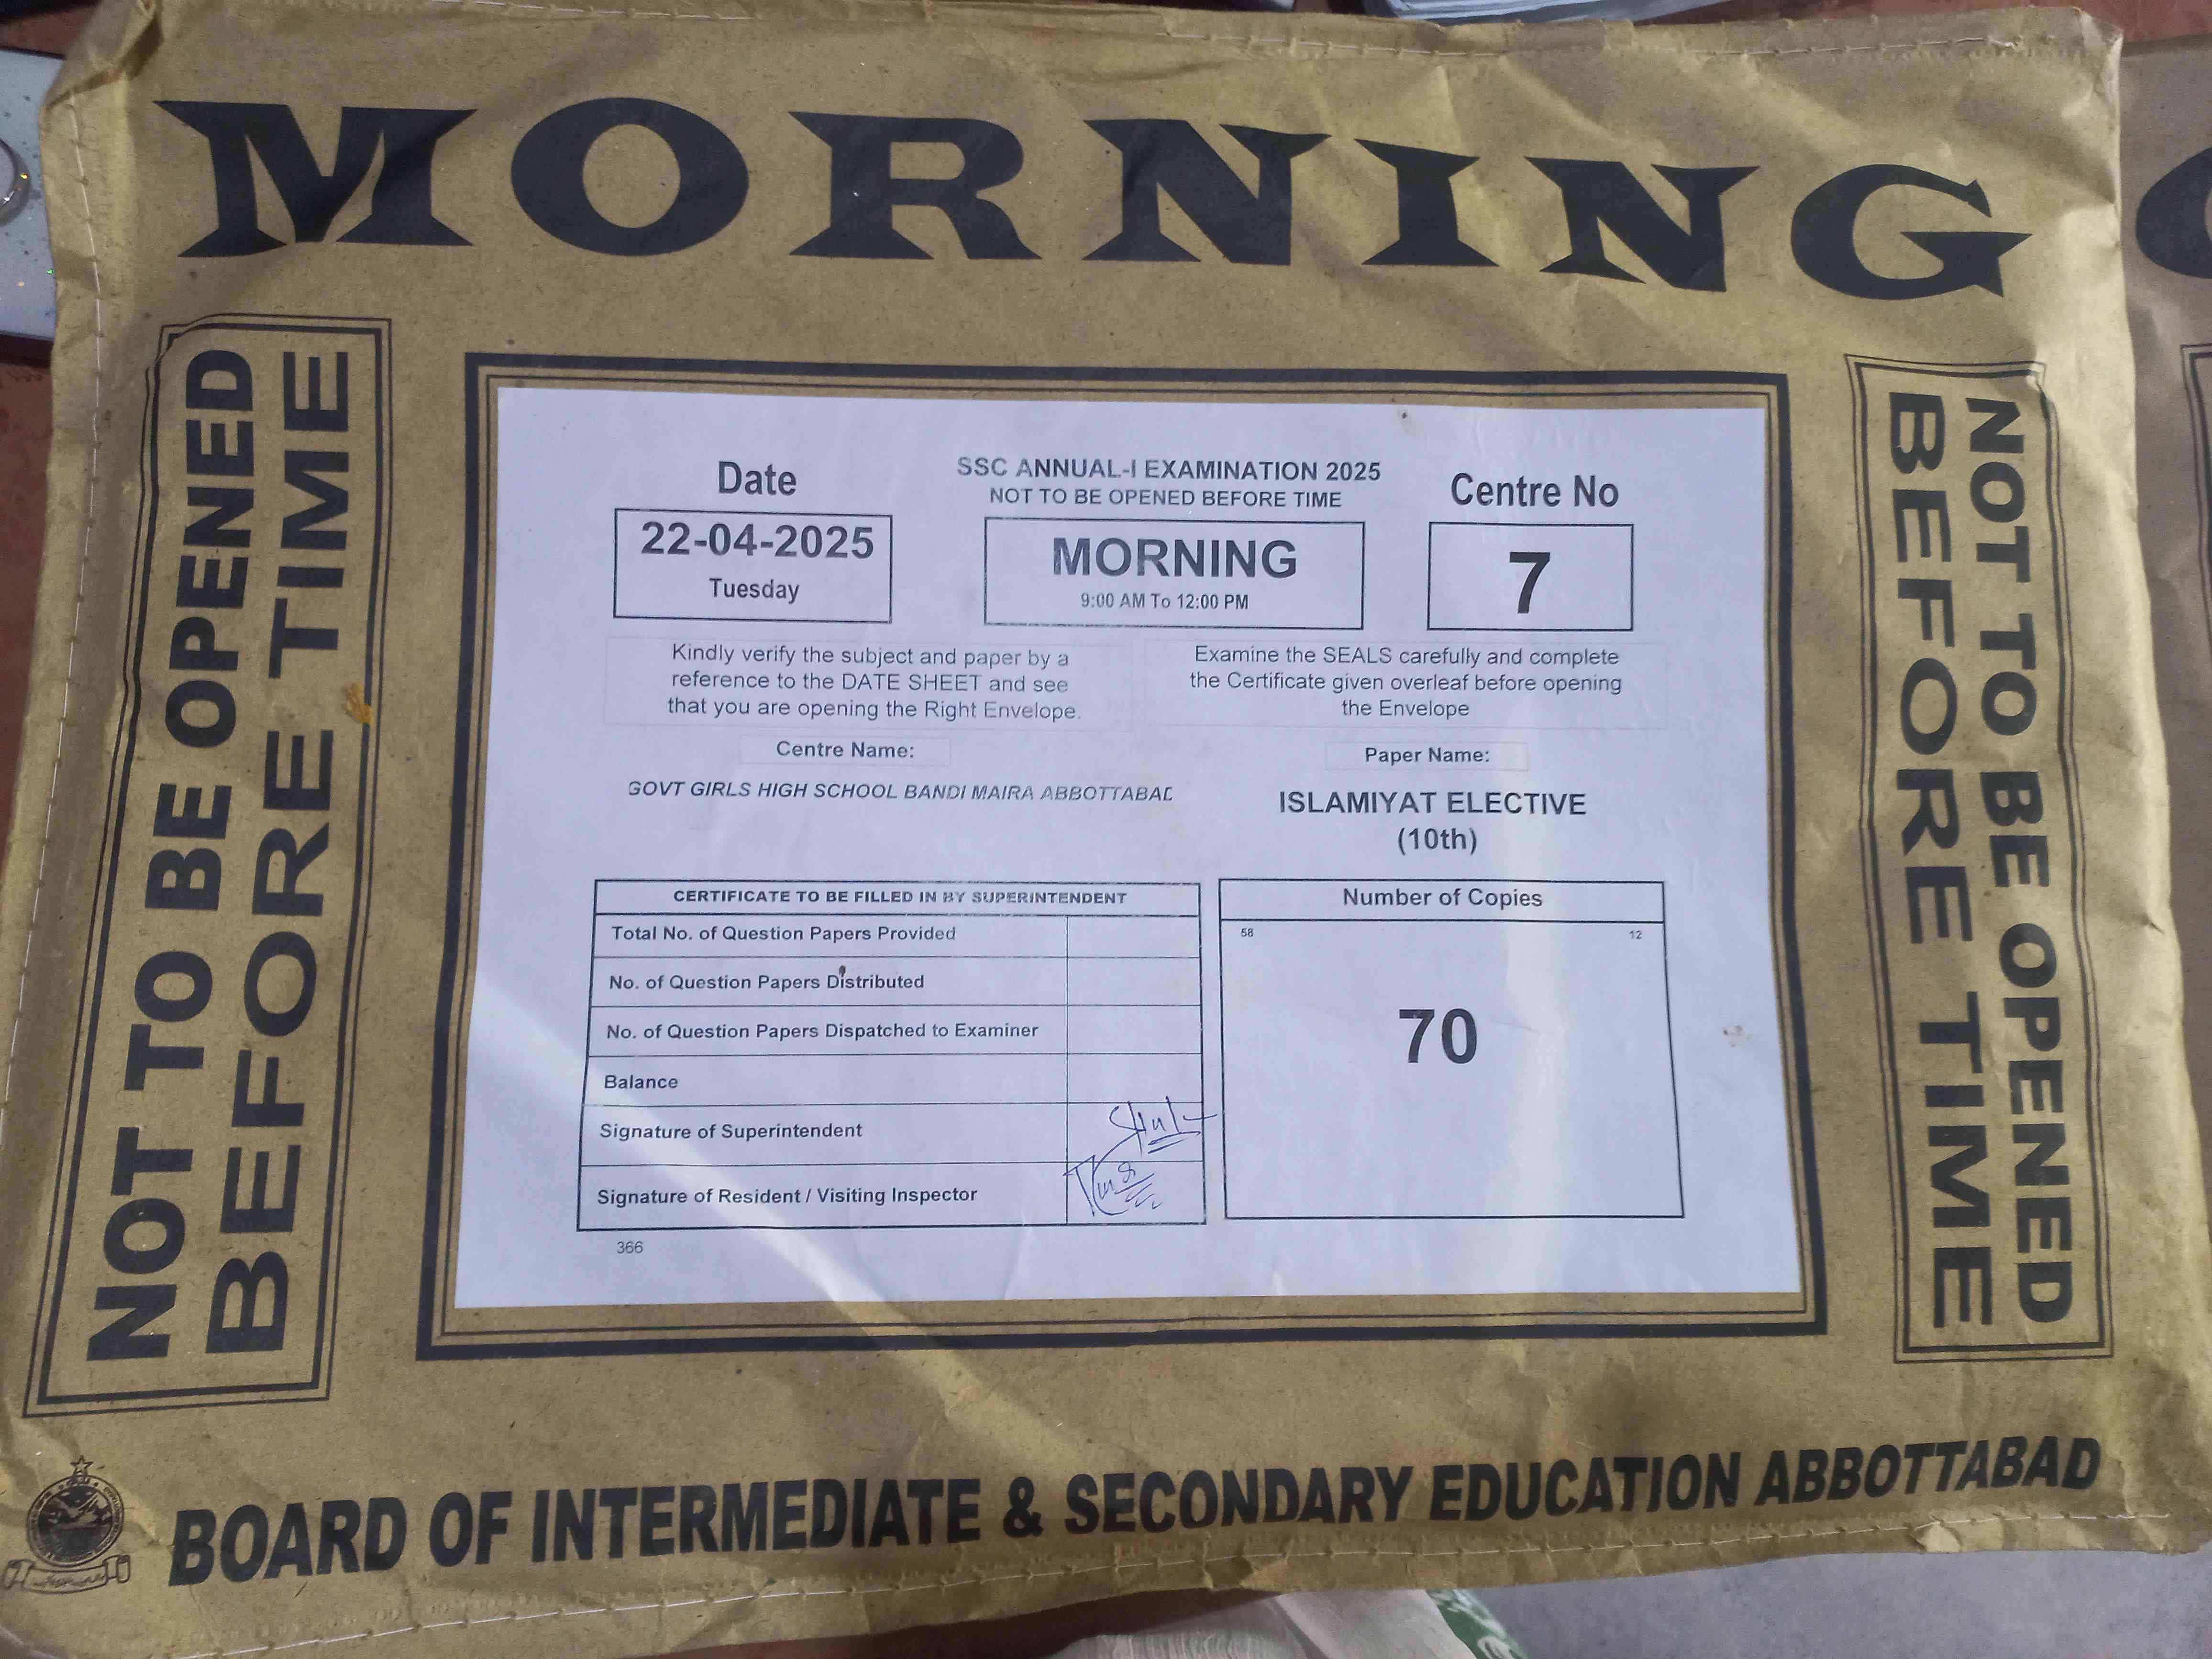 MORNING
NOT TO BE OPENED
BEFORE TIME
Date
22-04-2025
Tuesday
SSC ANNUAL-I EXAMINATION 2025
NOT TO BE OPENED BEFORE TIME
MORNING
9:00 AM To 12:00 PM
Centre No
7
Kindly verify the subject and paper by a
reference to the DATE SHEET and see
that you are opening the Right Envelope.
Examine the SEALS carefully and complete
the Certificate given overleaf before opening
the Envelope
Centre Name:
GOVT GIRLS HIGH SCHOOL BANDI MAIRA ABBOTTABAD
Paper Name:
ISLAMIYAT ELECTIVE
(10th)
CERTIFICATE TO BE FILLED IN BY SUPERINTENDENT
Total No. of Question Papers Provided
No. of Question Papers Distributed
No. of Question Papers Dispatched to Examiner
Balance
Signature of Superintendent
Signature of Resident / Visiting Inspector
366
Number of Copies
58 12
70
NOT TO BE OPENED
BEFORE TIME
BOARD OF INTERMEDIATE & SECONDARY EDUCATION ABBOTTABAD